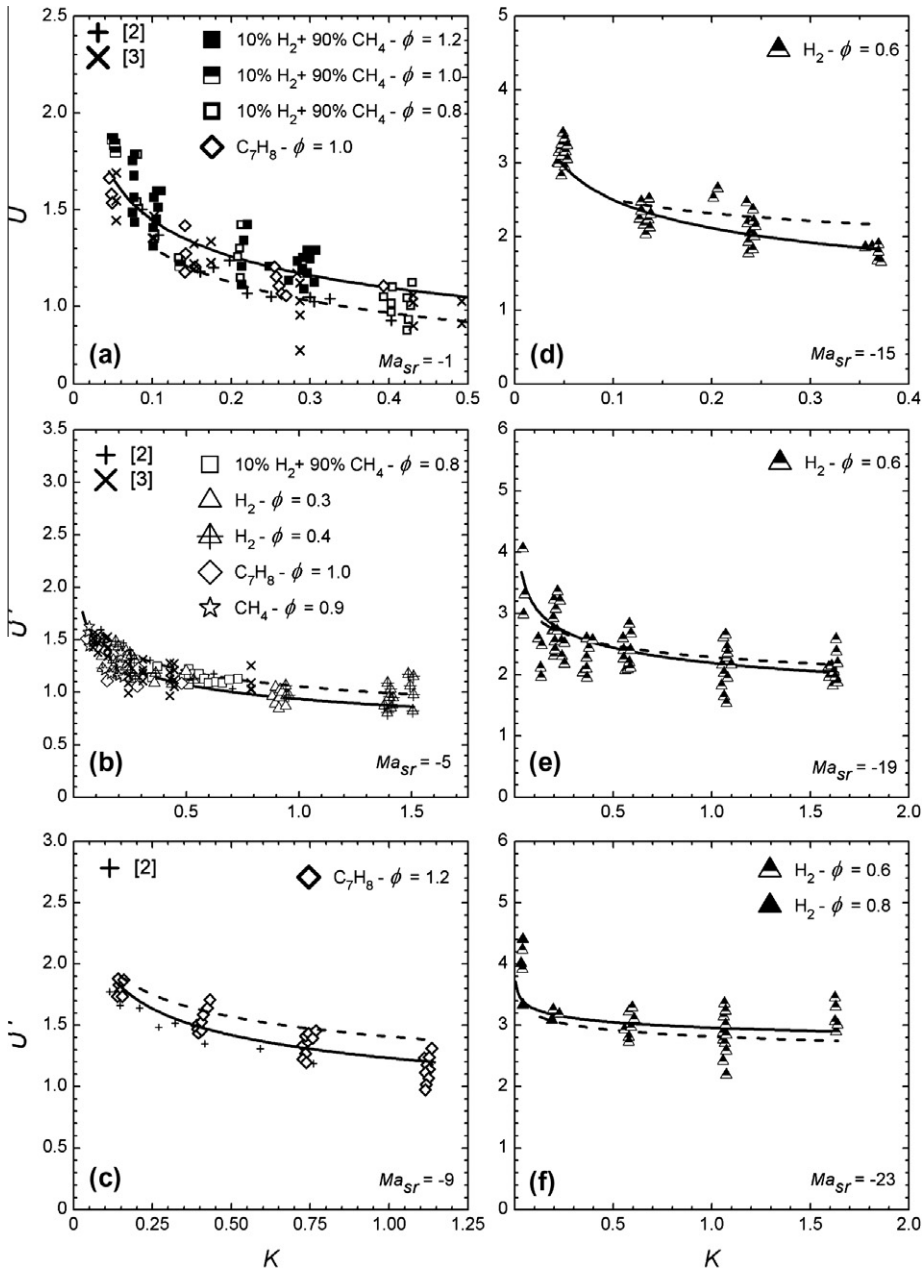 2.5
2.0
1.5
1.0
0
U
[2]
[3]
10% H₂+ 90% CH₄ - ϕ = 1.2
10% H₂+ 90% CH₄ - ϕ = 1.0
10% H₂+ 90% CH₄ - ϕ = 0.8
C₇H₈ - ϕ = 1.0
(a)
Ma_sr = -1
0 0.1 0.2 0.3 0.4 0.5
3.5
3.0
2.5
2.0
1.5
1.0
0.5
0
U'
[2]
[3]
10% H₂+ 90% CH₄ - ϕ = 0.8
H₂ - ϕ = 0.3
H₂ - ϕ = 0.4
C₇H₈ - ϕ = 1.0
CH₄ - ϕ = 0.9
(b)
Ma_sr = -5
0 0.5 1.0 1.5
3.0
2.5
2.0
1.5
1.0
0
U'
[2]
C₇H₈ - ϕ = 1.2
(c)
Ma_sr = -9
0 0.25 0.50 0.75 1.00 1.25
K
5
4
3
2
1
0
H₂ - ϕ = 0.6
(d)
Ma_sr = -15
0 0.1 0.2 0.3 0.4
6
5
4
3
2
1
0
H₂ - ϕ = 0.6
(e)
Ma_sr = -19
0 0.5 1.0 1.5 2.0
6
5
4
3
2
1
0
H₂ - ϕ = 0.6
H₂ - ϕ = 0.8
(f)
Ma_sr = -23
0 0.5 1.0 1.5 2.0
K